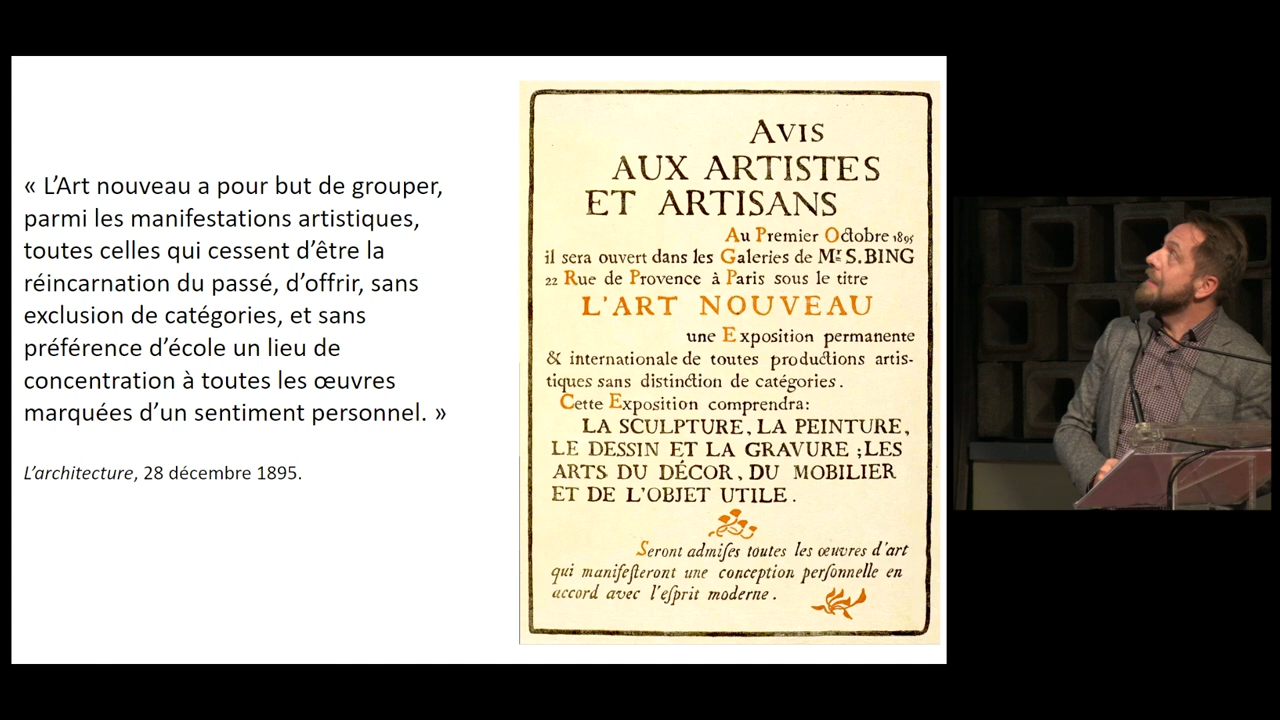 « L’Art nouveau a pour but de grouper,
parmi les manifestations artistiques,
toutes celles qui cessent d’être la
réincarnation du passé, d’offrir, sans
exclusion de catégories, et sans
préférence d’école un lieu de
concentration à toutes les œuvres
marquées d’un sentiment personnel. »
L’architecture, 28 décembre 1895.
AVIS
AUX ARTISTES
ET ARTISANS
Au Premier Octobre 1895
il sera ouvert dans les Galeries de Mr. S. BING
22 Rue de Provence à Paris sous le titre
L'ART NOUVEAU
une Exposition permanente
& internationale de toutes productions artis-
tiques sans distinction de catégories.
Cette Exposition comprendra:
LA SCULPTURE, LA PEINTURE,
LE DESSIN ET LA GRAVURE ; LES
ARTS DU DÉCOR, DU MOBILIER
ET DE L'OBJET UTILE.
Seront admiſes toutes les œuvres d'art
qui manifeſteront une conception perſonnelle en
accord avec l'eſprit moderne.